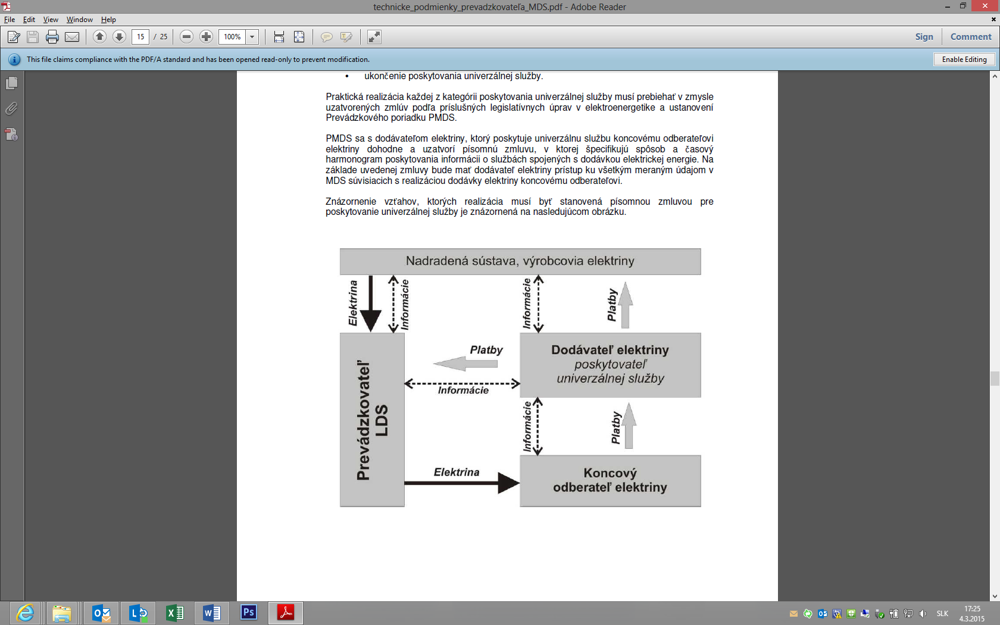 technicke_podmienky_prevadzkovateľa_MDS.pdf - Adobe Reader
File Edit View Window Help
15 / 25 100% Sign Comment
This file claims compliance with the PDF/A standard and has been opened read-only to prevent modification. Enable Editing
• ukončenie poskytovania univerzálnej služby.
Praktická realizácia každej z kategórii poskytovania univerzálnej služby musí prebiehať v zmysle
uzatvorených zmlúv podľa príslušných legislatívnych úprav v elektroenergetike a ustanovení
Prevádzkového poriadku PMDS.
PMDS sa s dodávateľom elektriny, ktorý poskytuje univerzálnu službu koncovému odberateľovi
elektriny dohodne a uzatvorí písomnú zmluvu, v ktorej špecifikujú spôsob a časový
harmonogram poskytovania informácii o službách spojených s dodávkou elektrickej energie. Na
základe uvedenej zmluvy bude mať dodávateľ elektriny prístup ku všetkým meraným údajom v
MDS súvisiacich s realizáciou dodávky elektriny koncovému odberateľovi.
Znázornenie vzťahov, ktorých realizácia musí byť stanovená písomnou zmluvou pre
poskytovanie univerzálnej služby je znázornená na nasledujúcom obrázku.
Nadradená sústava, výrobcovia elektriny
Elektrina
Informácie
Informácie
Platby
Prevádzkovateľ
LDS
Platby
Informácie
Dodávateľ elektriny
poskytovateľ
univerzálnej služby
Informácie
Platby
Elektrina
Koncový
odberateľ elektriny
SLK
17:25
4.3.2015